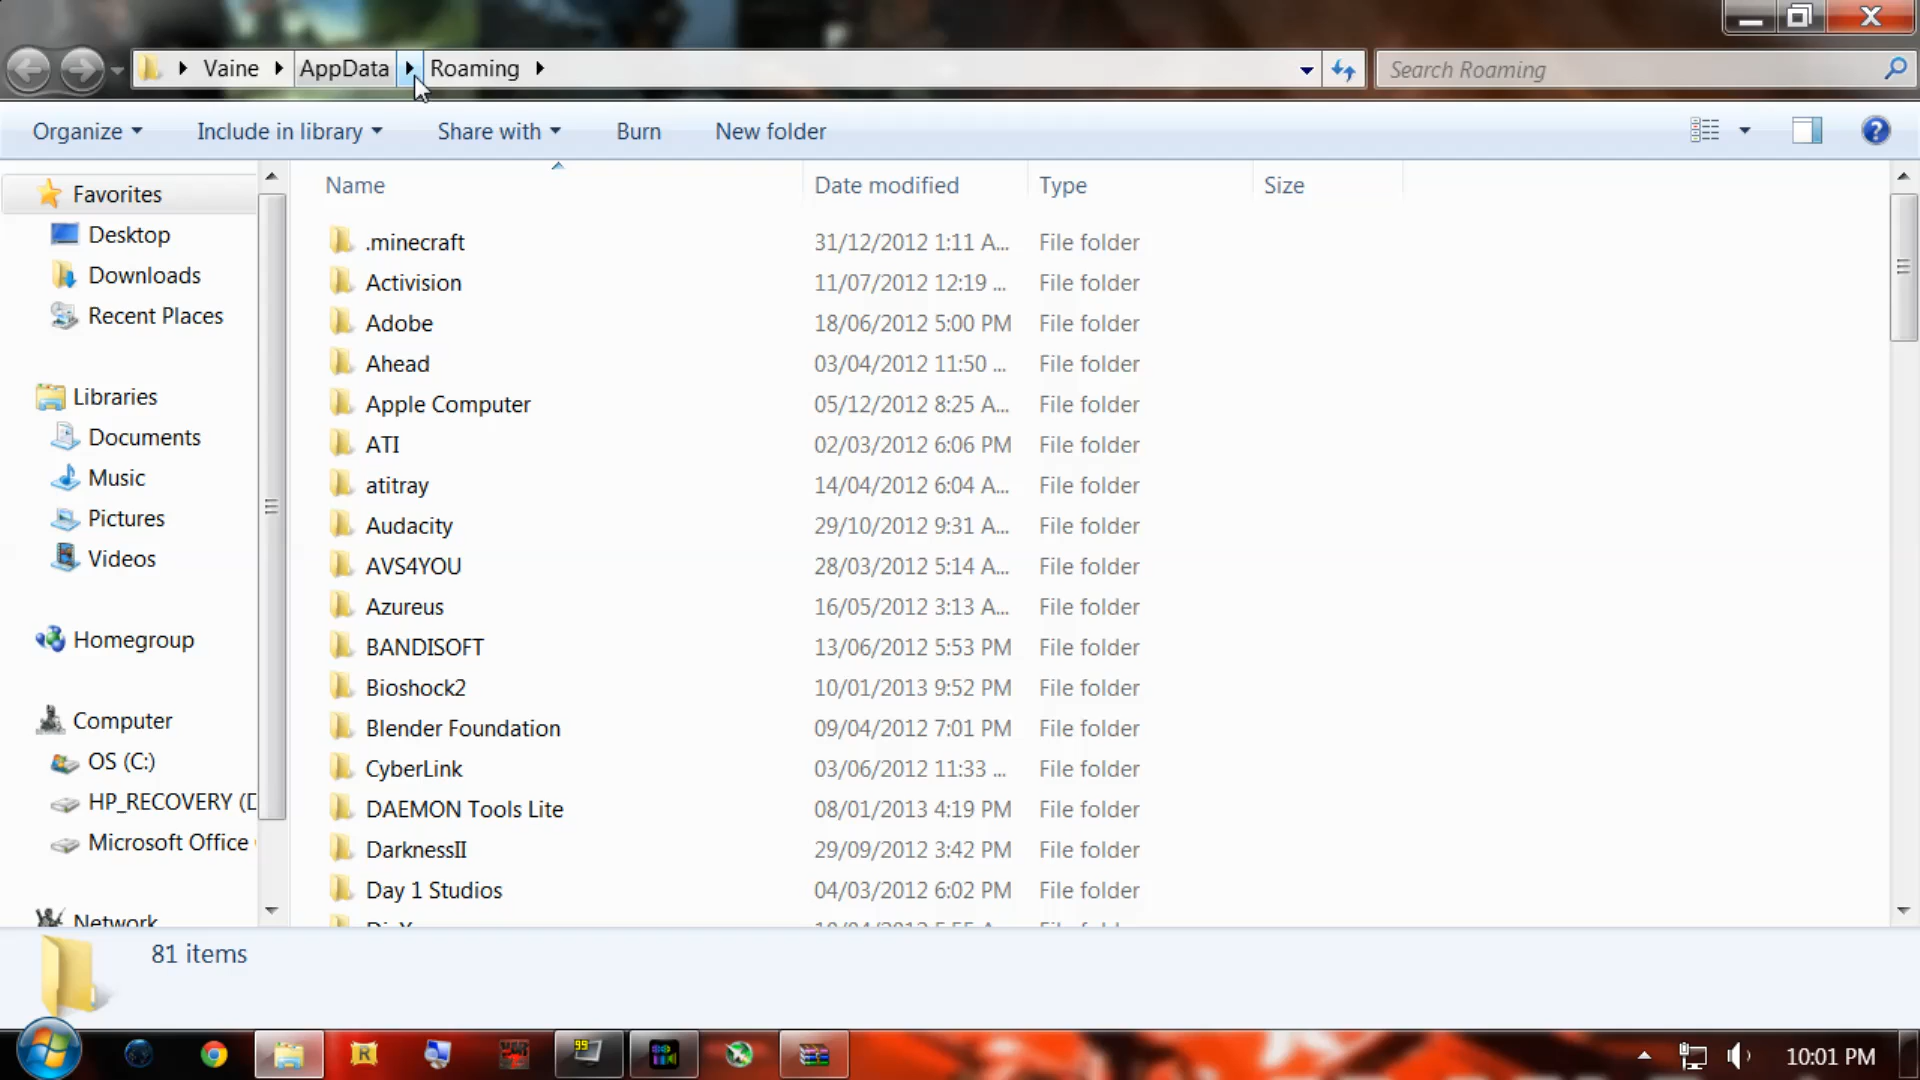 Vaine AppData Roaming
Search Roaming
Organize Include in library Share with Burn New folder
Name Date modified Type Size
Favorites
Desktop
Downloads
Recent Places
Libraries
Documents
Music
Pictures
Videos
Homegroup
Computer
OS (C:)
HP_RECOVERY (D
Microsoft Office
Network
.minecraft 31/12/2012 1:11 A... File folder
Activision 11/07/2012 12:19 ... File folder
Adobe 18/06/2012 5:00 PM File folder
Ahead 03/04/2012 11:50 ... File folder
Apple Computer 05/12/2012 8:25 A... File folder
ATI 02/03/2012 6:06 PM File folder
atitray 14/04/2012 6:04 A... File folder
Audacity 29/10/2012 9:31 A... File folder
AVS4YOU 28/03/2012 5:14 A... File folder
Azureus 16/05/2012 3:13 A... File folder
BANDISOFT 13/06/2012 5:53 PM File folder
Bioshock2 10/01/2013 9:52 PM File folder
Blender Foundation 09/04/2012 7:01 PM File folder
CyberLink 03/06/2012 11:33 ... File folder
DAEMON Tools Lite 08/01/2013 4:19 PM File folder
DarknessII 29/09/2012 3:42 PM File folder
Day 1 Studios 04/03/2012 6:02 PM File folder
81 items
R
99
10:01 PM